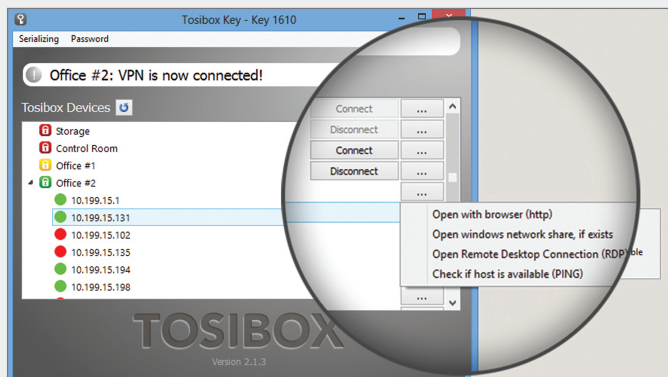 Tosibox Key - Key 1610
Serializing Password
Office #2: VPN is now connected!
Tosibox Devices
Storage
Control Room
Office #1
Office #2
10.199.15.1
10.199.15.131
10.199.15.102
10.199.15.135
10.199.15.194
10.199.15.198
Connect ...
Disconnect ...
Connect ...
Disconnect ...
...
Open with browser (http)
Open windows network share, if exists
Open Remote Desktop Connection (RDP)
Check if host is available (PING)
...
TOSIBOX
Version 2.1.3